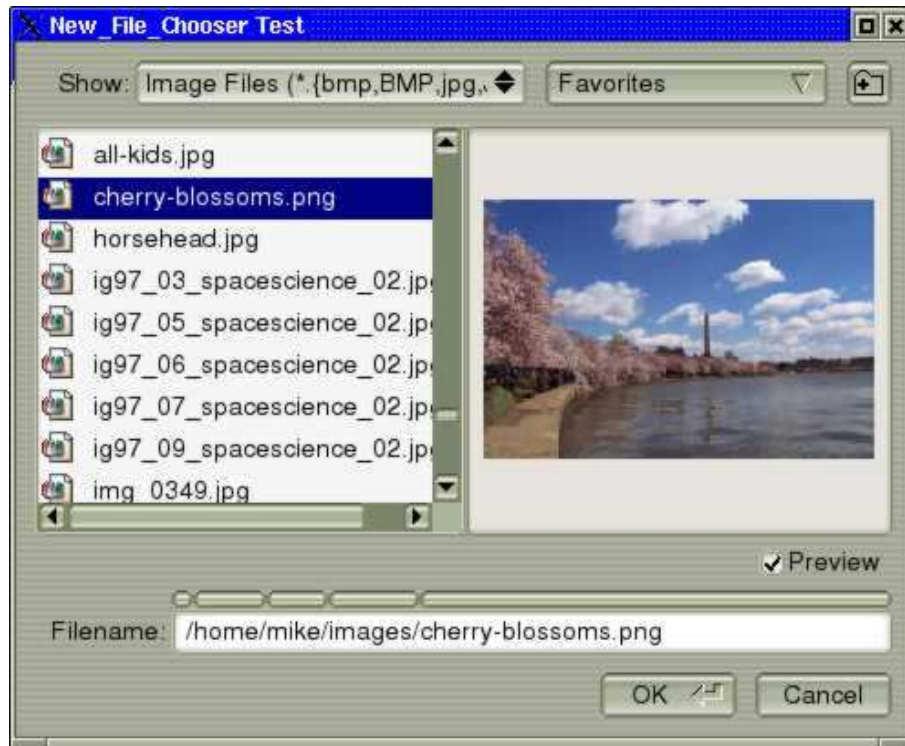 New_File_Chooser Test
Show: Image Files (*.{bmp,BMP,jpg, Favorites
all-kids.jpg
cherry-blossoms.png
horsehead.jpg
ig97_03_spacescience_02.jp
ig97_05_spacescience_02.jp
ig97_06_spacescience_02.jp
ig97_07_spacescience_02.jp
ig97_09_spacescience_02.jp
img_0349.jpg
Preview
Filename: /home/mike/images/cherry-blossoms.png
OK Cancel